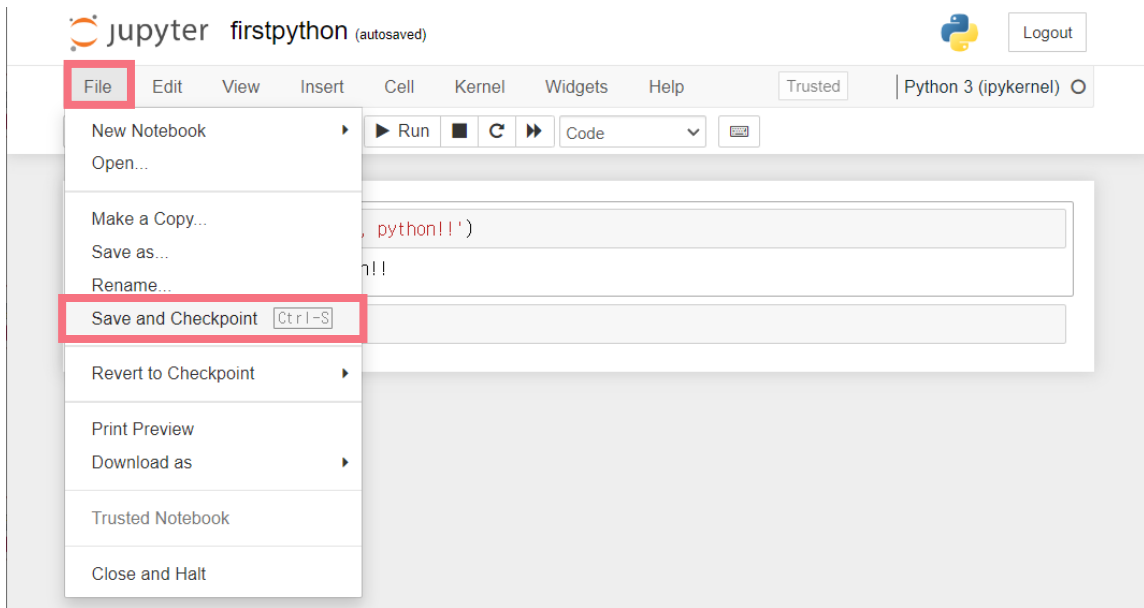 jupyter firstpython (autosaved)
Logout
File Edit View Insert Cell Kernel Widgets Help Trusted Python 3 (ipykernel)
Run Code
New Notebook
Open...
Make a Copy...
Save as...
Rename...
Save and Checkpoint Ctrl-S
Revert to Checkpoint
Print Preview
Download as
Trusted Notebook
Close and Halt
, python!!')
n!!